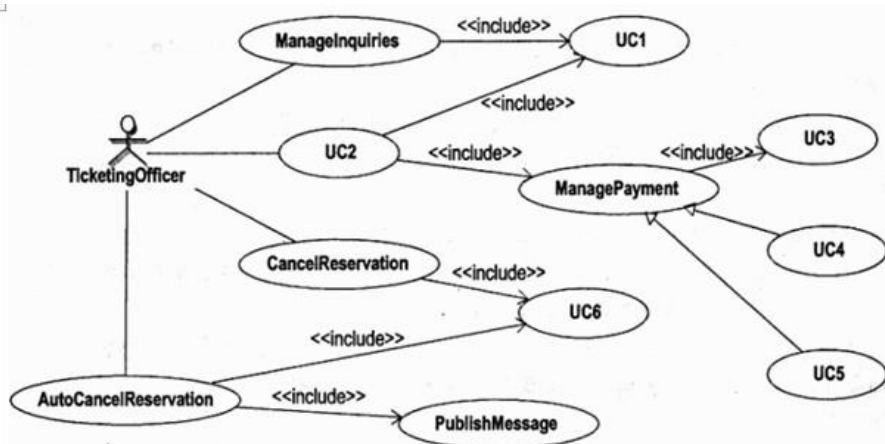 ManageInquiries
<<include>>
UC1
<<include>>
UC2
<<include>>
<<include>>
UC3
TicketingOfficer
ManagePayment
UC4
CancelReservation
<<include>>
UC6
<<include>>
UC5
AutoCancelReservation
<<include>>
PublishMessage